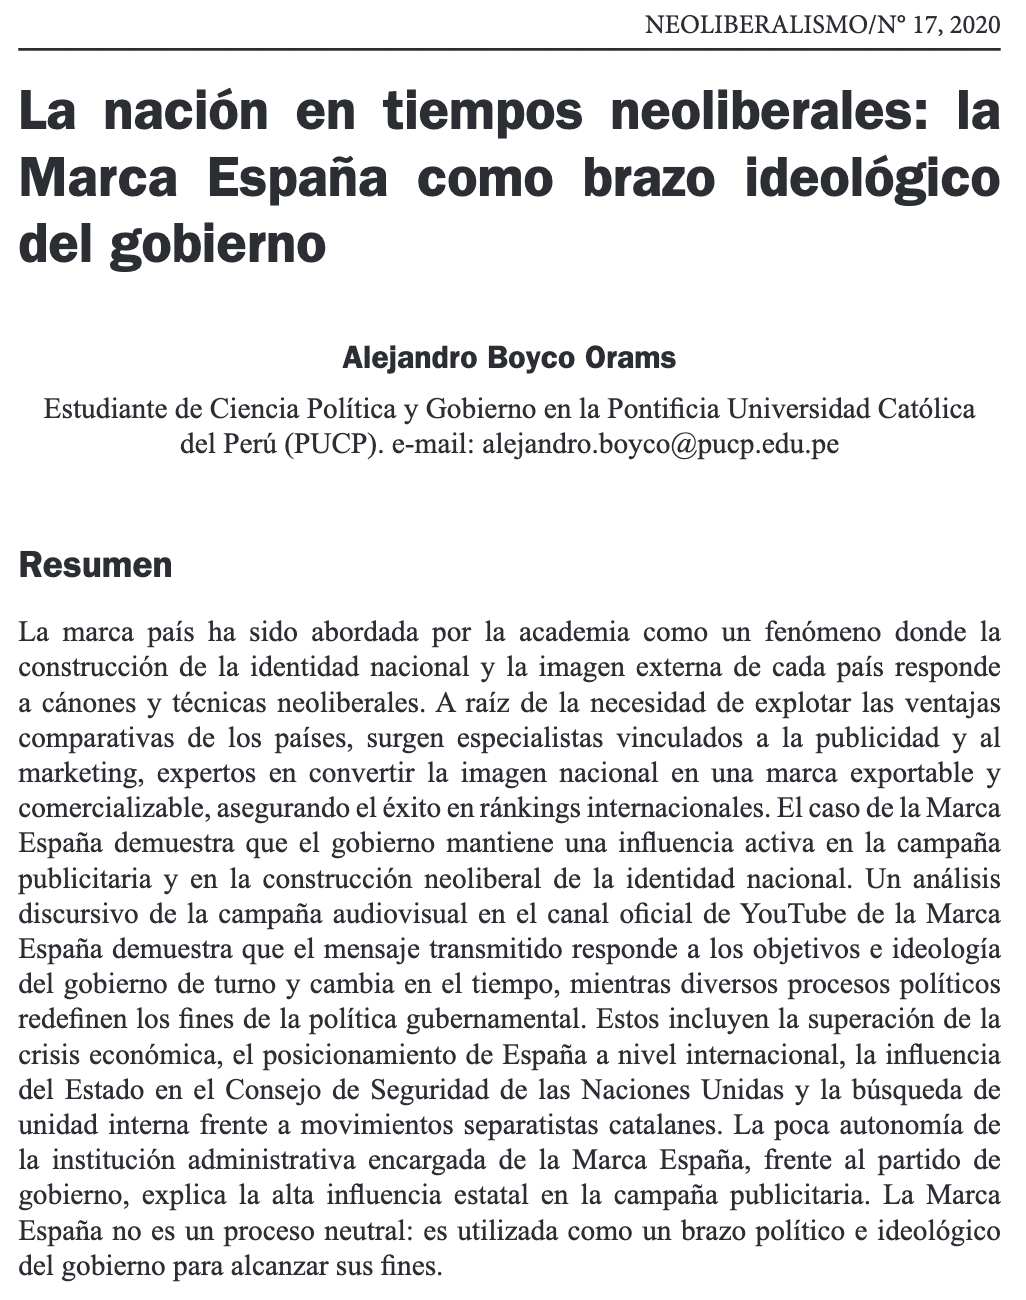 NEOLIBERALISMO/N° 17, 2020
La nación en tiempos neoliberales: la
Marca España como brazo ideológico
del gobierno
Alejandro Boyco Orams
Estudiante de Ciencia Política y Gobierno en la Pontificia Universidad Católica
del Perú (PUCP). e-mail: alejandro.boyco@pucp.edu.pe
Resumen
La marca país ha sido abordada por la academia como un fenómeno donde la
construcción de la identidad nacional y la imagen externa de cada país responde
a cánones y técnicas neoliberales. A raíz de la necesidad de explotar las ventajas
comparativas de los países, surgen especialistas vinculados a la publicidad y al
marketing, expertos en convertir la imagen nacional en una marca exportable y
comercializable, asegurando el éxito en ránkings internacionales. El caso de la Marca
España demuestra que el gobierno mantiene una influencia activa en la campaña
publicitaria y en la construcción neoliberal de la identidad nacional. Un análisis
discursivo de la campaña audiovisual en el canal oficial de YouTube de la Marca
España demuestra que el mensaje transmitido responde a los objetivos e ideología
del gobierno de turno y cambia en el tiempo, mientras diversos procesos políticos
redefinen los fines de la política gubernamental. Estos incluyen la superación de la
crisis económica, el posicionamiento de España a nivel internacional, la influencia
del Estado en el Consejo de Seguridad de las Naciones Unidas y la búsqueda de
unidad interna frente a movimientos separatistas catalanes. La poca autonomía de
la institución administrativa encargada de la Marca España, frente al partido de
gobierno, explica la alta influencia estatal en la campaña publicitaria. La Marca
España no es un proceso neutral: es utilizada como un brazo político e ideológico
del gobierno para alcanzar sus fines.